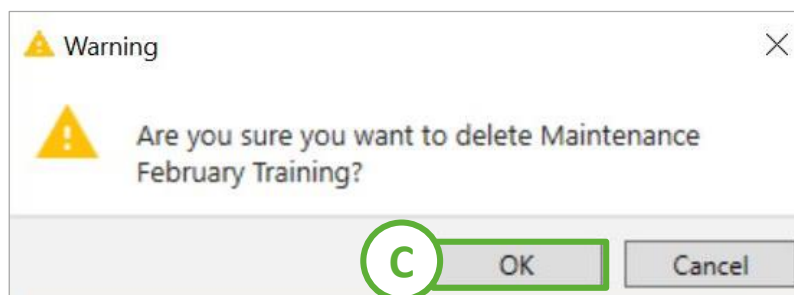 Warning
Are you sure you want to delete Maintenance
February Training?
C OK Cancel